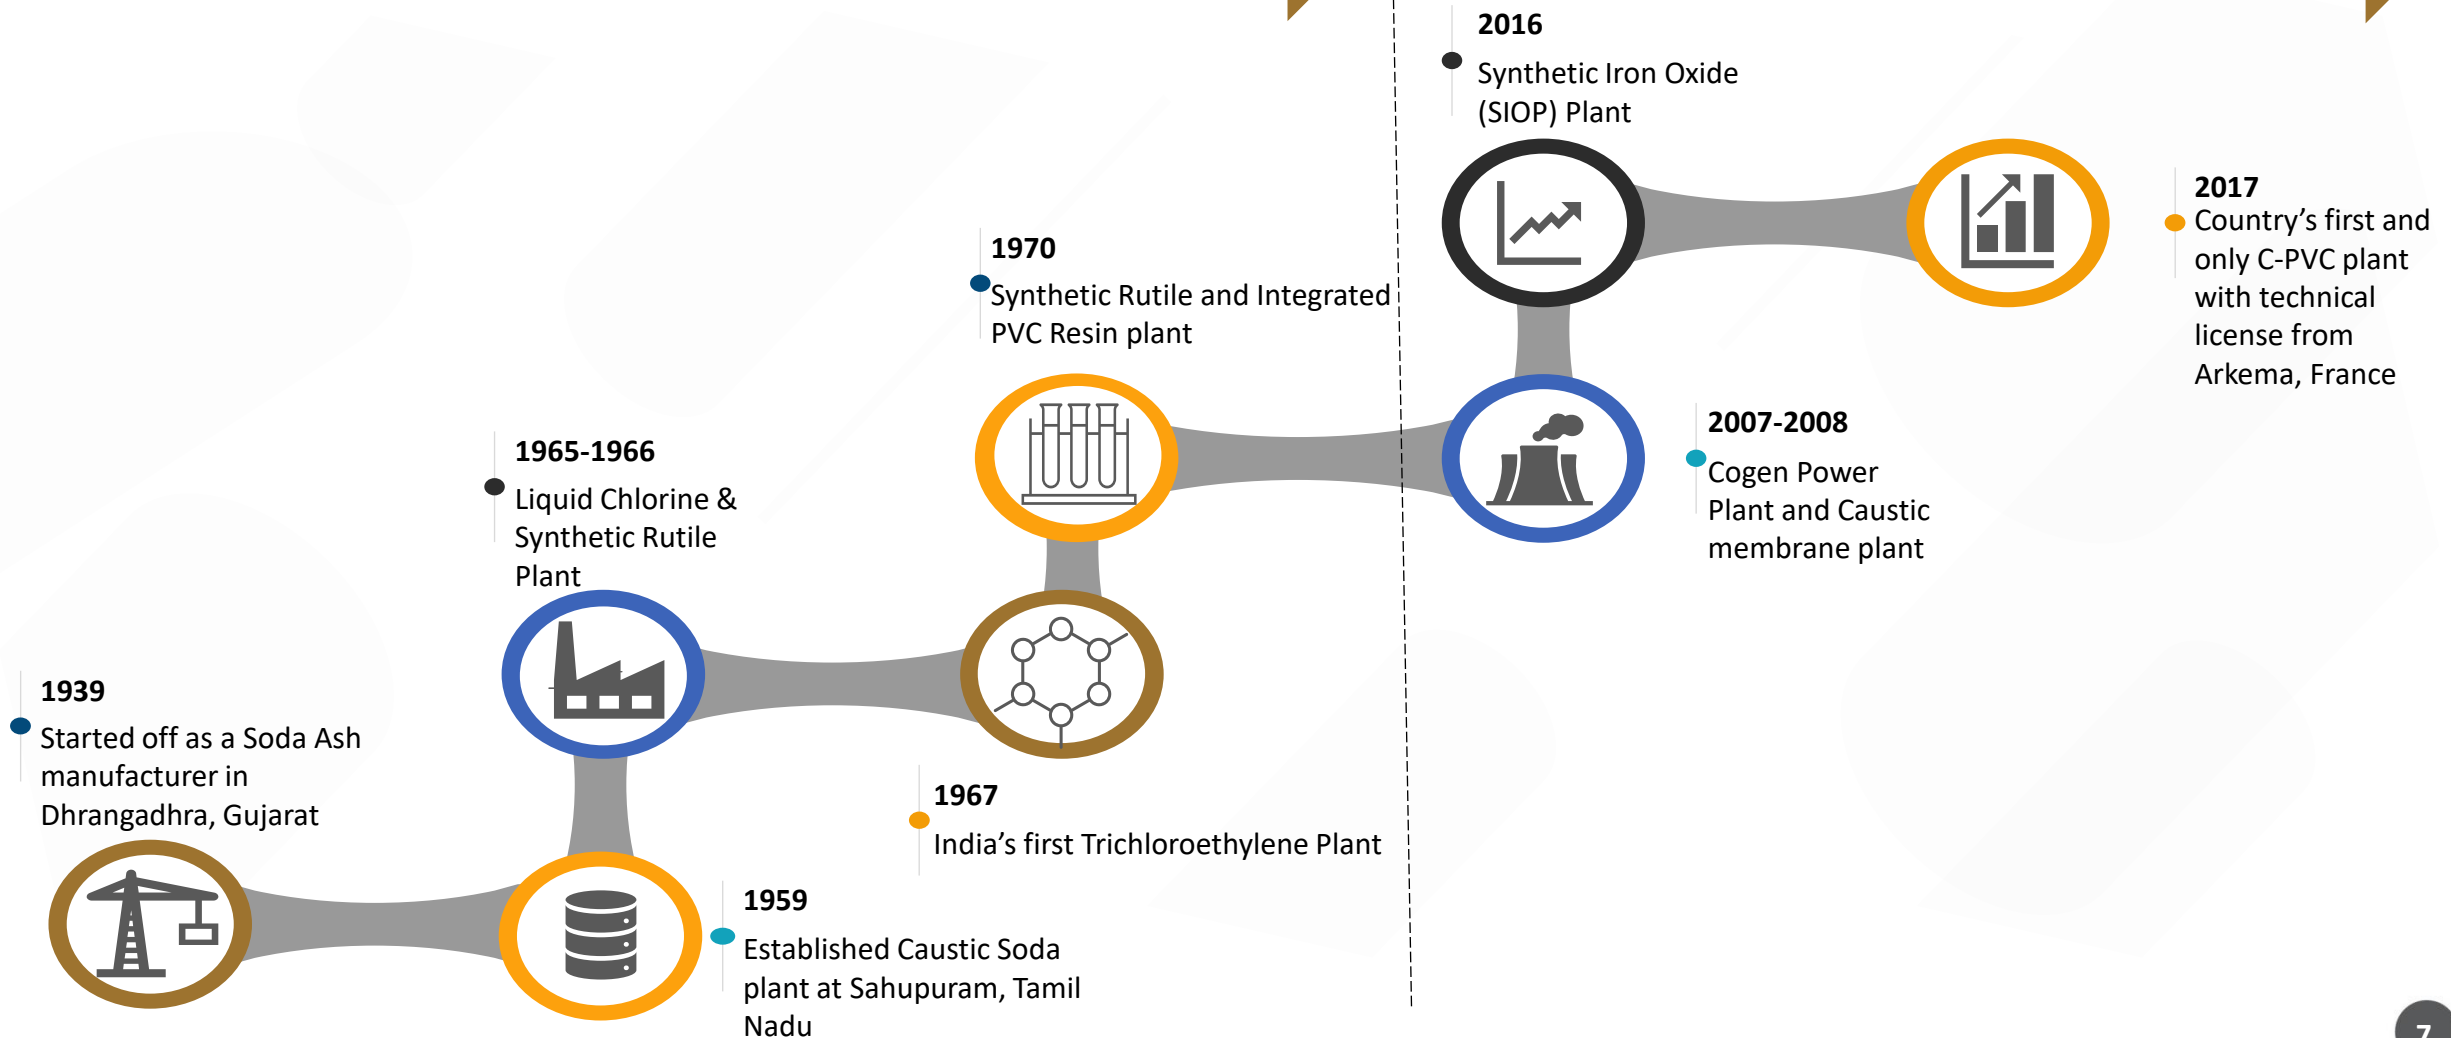 1939
Started off as a Soda Ash
manufacturer in
Dhrangadhra, Gujarat
1959
Established Caustic Soda
plant at Sahupuram, Tamil
Nadu
1965-1966
Liquid Chlorine &
Synthetic Rutile
Plant
1967
India’s first Trichloroethylene Plant
1970
Synthetic Rutile and Integrated
PVC Resin plant
2007-2008
Cogen Power
Plant and Caustic
membrane plant
2016
Synthetic Iron Oxide
(SIOP) Plant
2017
Country’s first and
only C-PVC plant
with technical
license from
Arkema, France
7